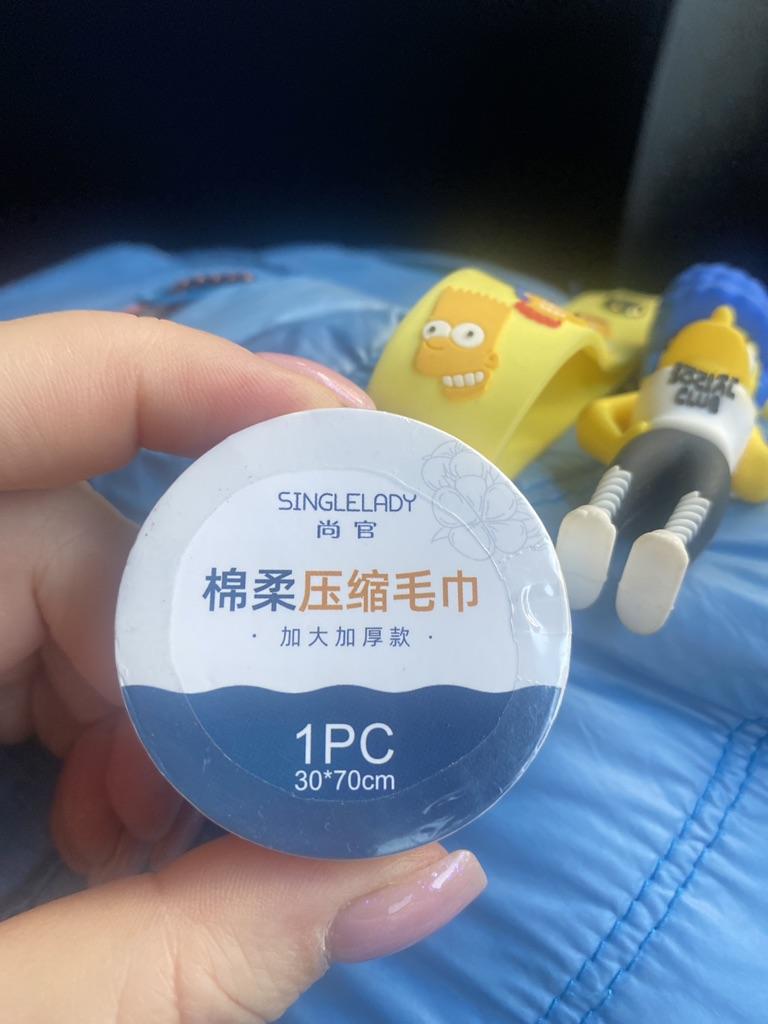 SINGLELADY
尚官
棉柔压缩毛巾
· 加大加厚款 ·
1PC
30*70cm
SOCIAL
CLUB